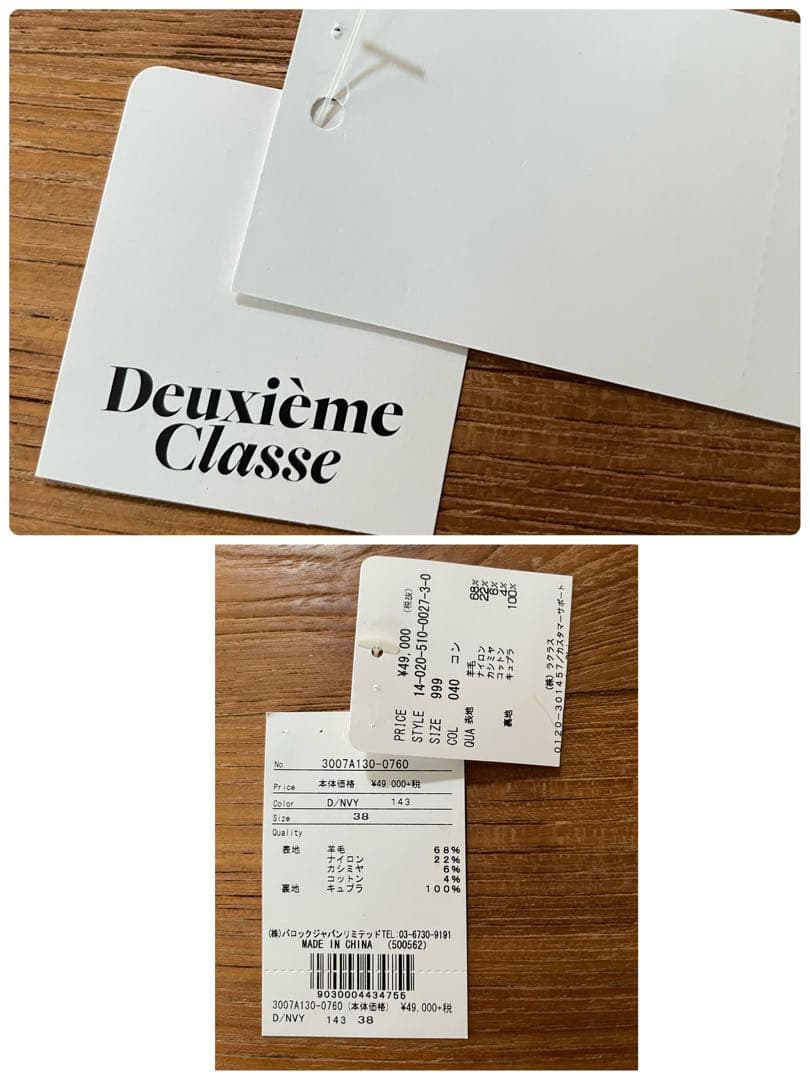 Deuxième
Classe
PRICE ¥49,000 (税抜)
STYLE 14-020-510-0027-3-0
SIZE 999
COL 040 コン
QUA 表地 羊毛 68%
ナイロン 22%
カシミヤ 6%
コットン 4%
裏地 キュプラ 100%
(株)ラクラス
0120-301457/カスタマーサポート
No 3007A130-0760
Price 本体価格 ¥49,000+税
Color D/NVY 143
Size 38
Quality
表地 羊毛 68%
ナイロン 22%
カシミヤ 6%
コットン 4%
裏地 キュプラ 100%
(株)バロックジャパンリミテッドTEL:03-6730-9191
MADE IN CHINA (500562)
9030004434755
3007A130-0760 (本体価格) ¥49,000+税
D/NVY 143 38